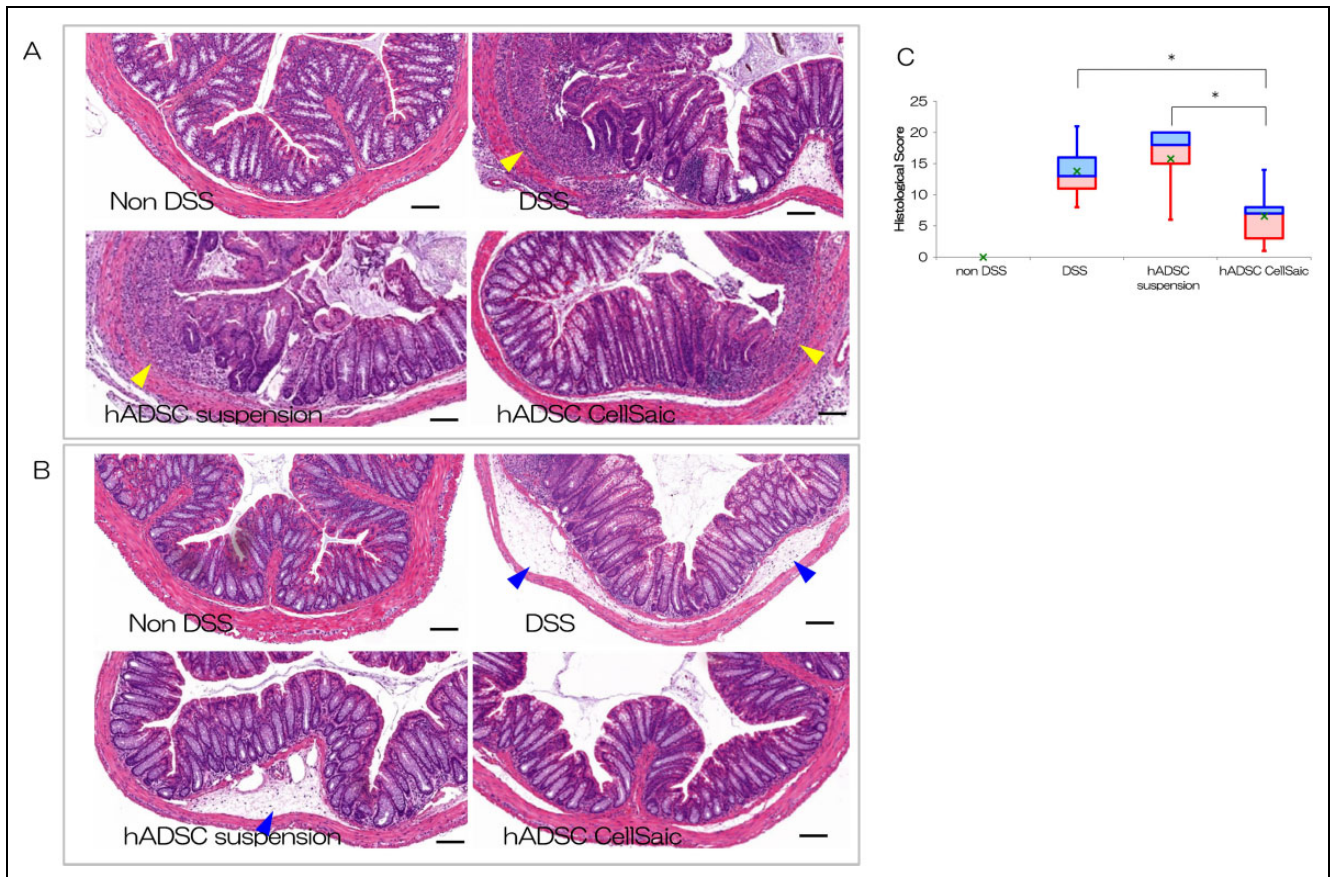 A
Non DSS
DSS
hADSC suspension
hADSC CellSaic
B
Non DSS
DSS
hADSC suspension
hADSC CellSaic
C
*
*
Histological Score
25
20
15
10
5
0
non DSS
DSS
hADSC
suspension
hADSC CellSaic